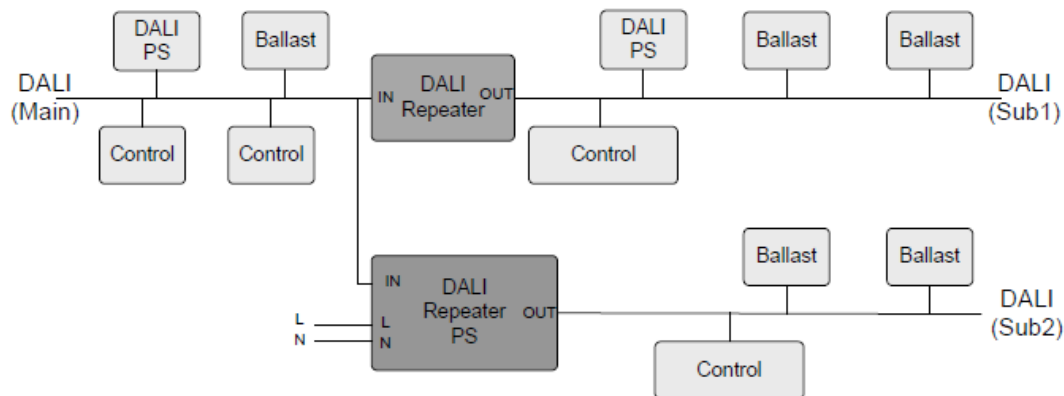 DALI
PS
Ballast
DALI
PS
Ballast
Ballast
DALI
(Main)
IN
DALI
Repeater
OUT
DALI
(Sub1)
Control
Control
Control
IN
DALI
Repeater
PS
OUT
L
N
L
N
Ballast
Ballast
DALI
(Sub2)
Control